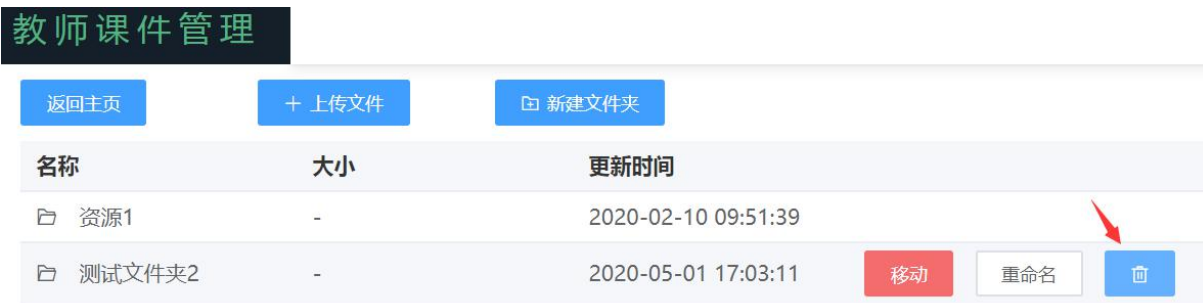 教师课件管理
返回主页 + 上传文件 新建文件夹
名称 大小 更新时间
资源1 - 2020-02-10 09:51:39
测试文件夹2 - 2020-05-01 17:03:11 移动 重命名